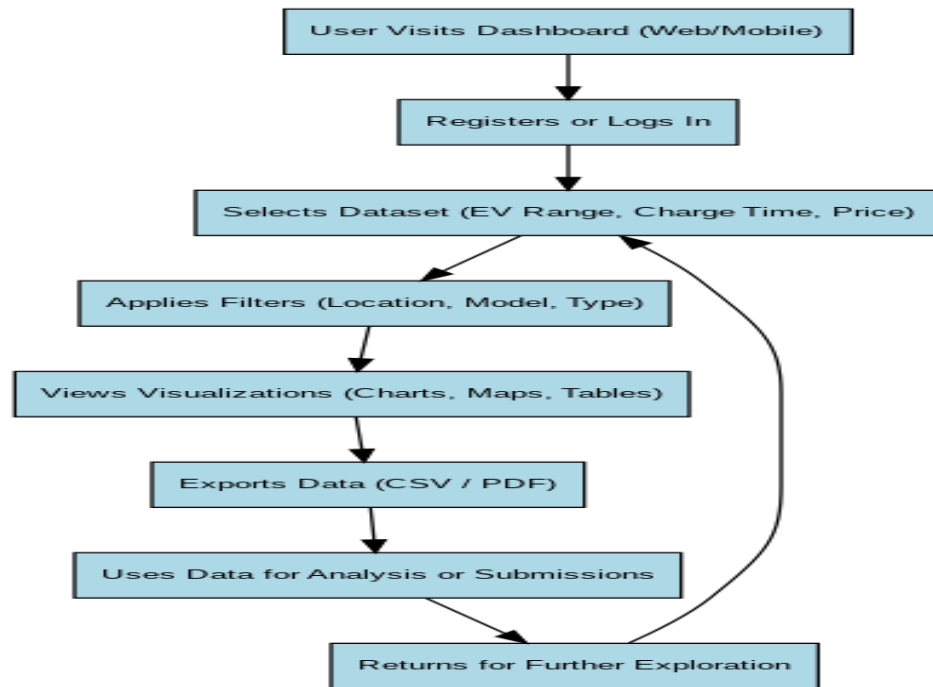 User Visits Dashboard (Web/Mobile)
Registers or Logs In
Selects Dataset (EV Range, Charge Time, Price)
Applies Filters (Location, Model, Type)
Views Visualizations (Charts, Maps, Tables)
Exports Data (CSV / PDF)
Uses Data for Analysis or Submissions
Returns for Further Exploration